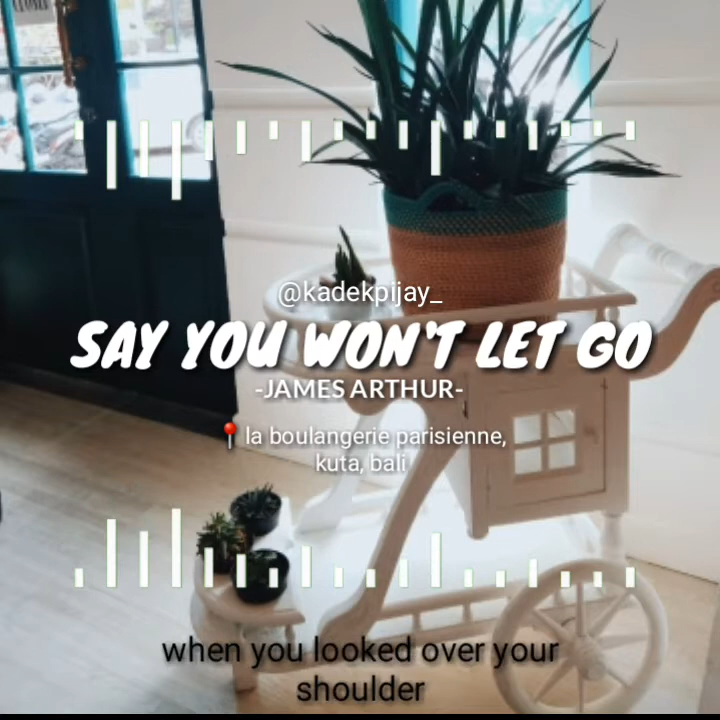 CLOSED
@kadekpijay_
SAY YOU WON'T LET GO
-JAMES ARTHUR-
la boulangerie parisienne,
kuta, bali
when you looked over your
shoulder